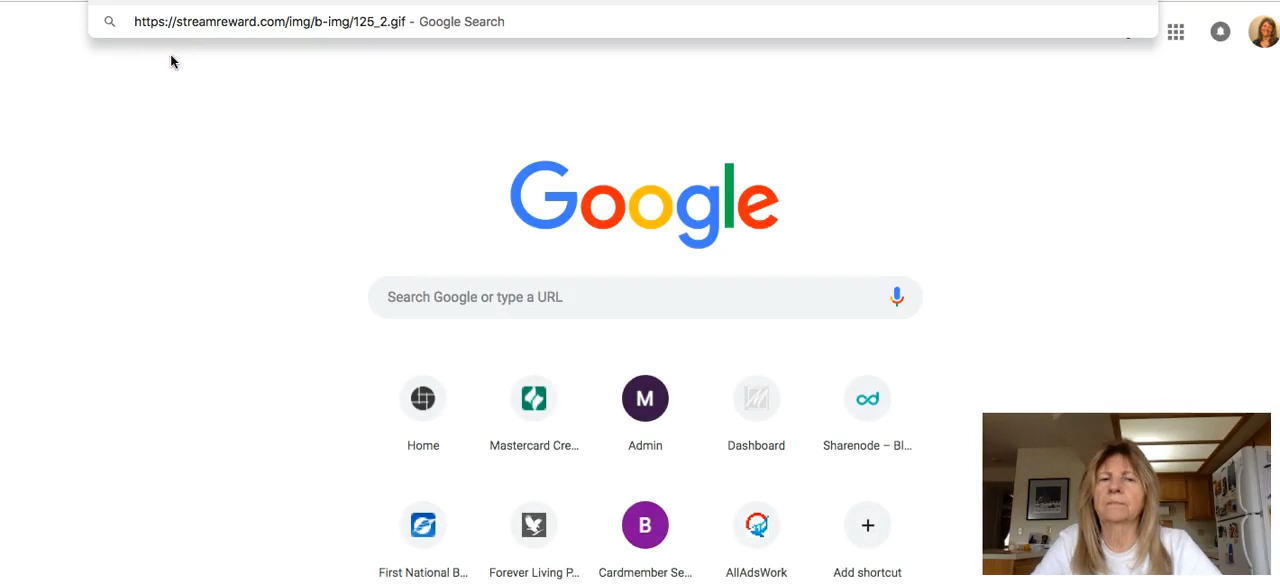 https://streamreward.com/img/b-img/125_2.gif - Google Search
Google
Search Google or type a URL
M
Home
Mastercard Cre...
Admin
Dashboard
Sharenode – Bl...
B
First National B...
Forever Living P...
Cardmember Se...
AllAdsWork
Add shortcut